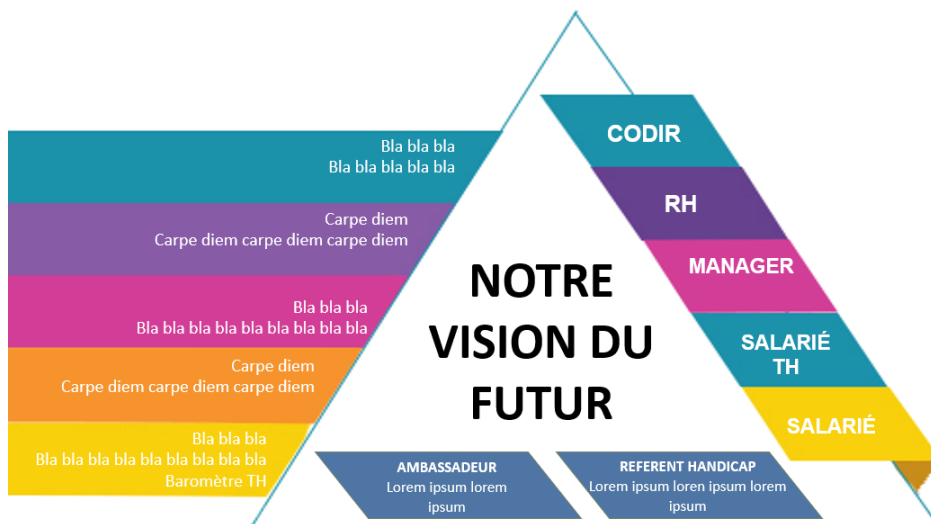 Bla bla bla
Bla bla bla bla bla
Carpe diem
Carpe diem carpe diem carpe diem
Bla bla bla
Bla bla bla bla bla bla bla bla bla
Carpe diem
Carpe diem carpe diem carpe diem
Bla bla bla
Bla bla bla bla bla bla bla bla bla
Baromètre TH
NOTRE
VISION DU
FUTUR
CODIR
RH
MANAGER
SALARIÉ
TH
SALARIÉ
AMBASSADEUR
Lorem ipsum lorem
ipsum
REFERENT HANDICAP
Lorem ipsum loren ipsum lorem
ipsum